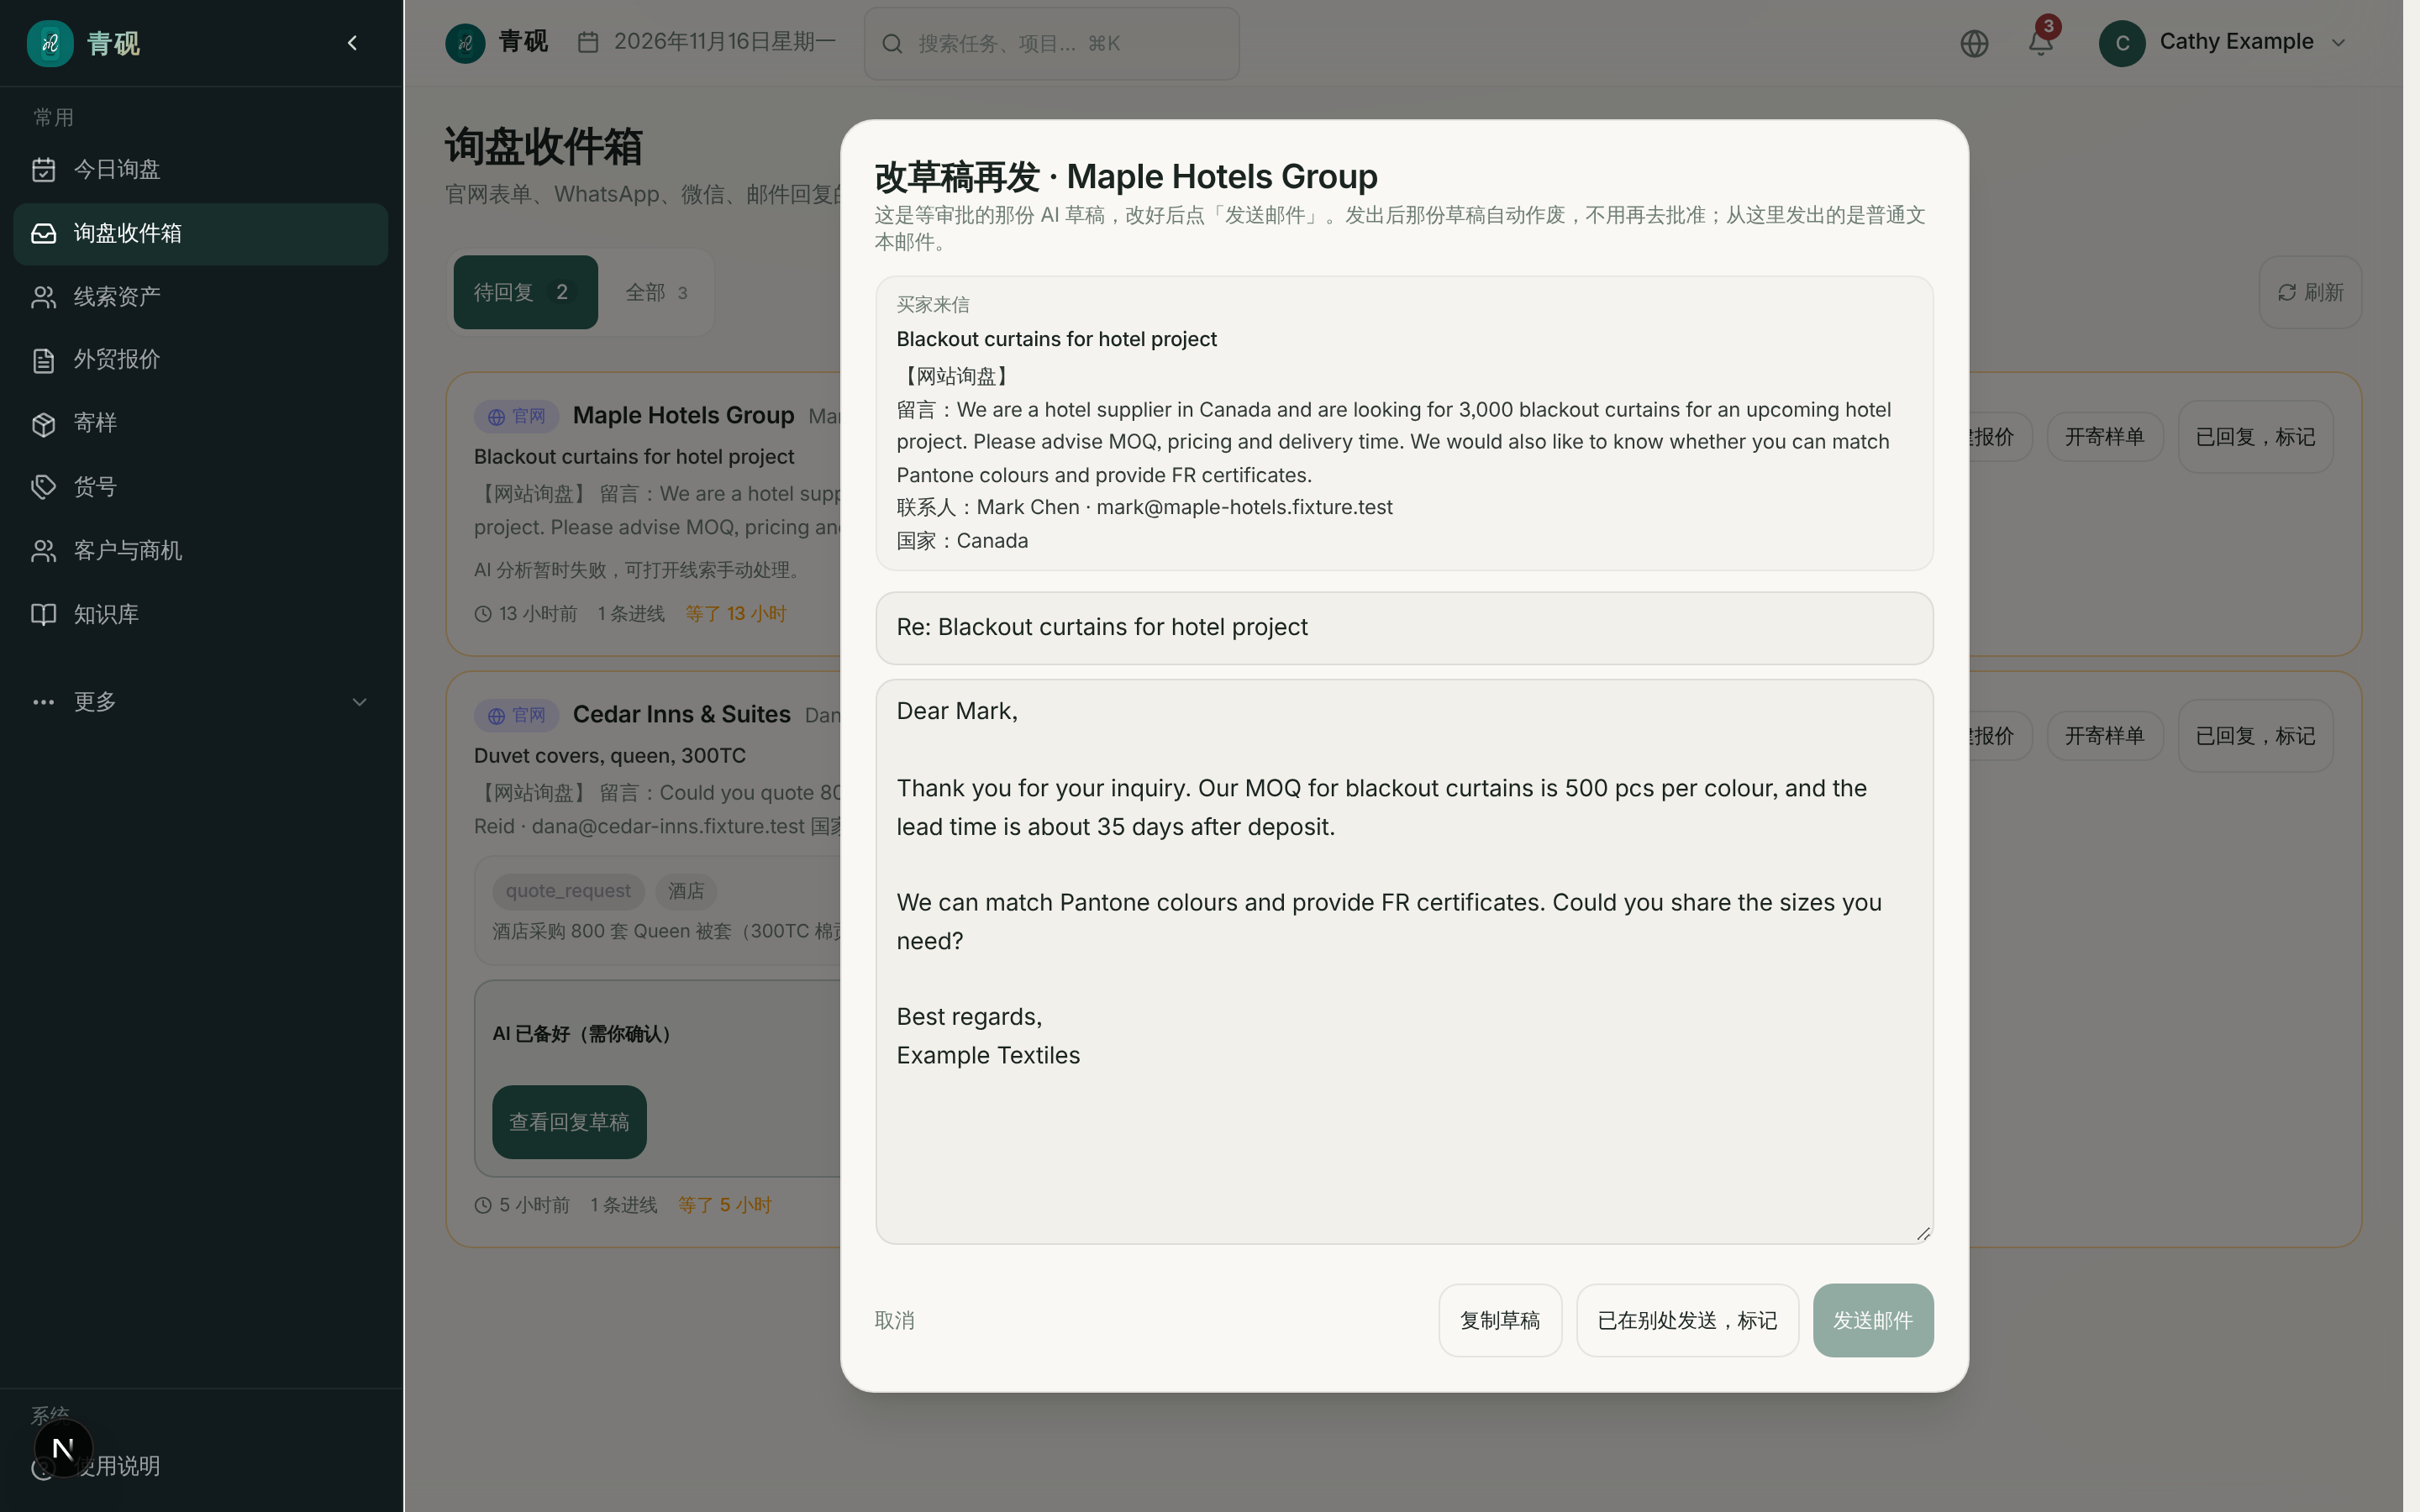 青砚
常用
今日询盘
询盘收件箱
线索资产
外贸报价
寄样
货号
客户与商机
知识库
更多
系统
使用说明
青砚
2026年11月16日星期一
搜索任务、项目... ⌘K
3
C
Cathy Example
询盘收件箱
官网表单、WhatsApp、微信、邮件回复
待回复 2
全部 3
刷新
官网 Maple Hotels Group
Blackout curtains for hotel project
【网站询盘】 留言：We are a hotel
project. Please advise MOQ, pricing
AI 分析暂时失败，可打开线索手动处理。
13 小时前 1 条进线 等了 13 小时
报价 开寄样单 已回复，标记
官网 Cedar Inns & Suites
Duvet covers, queen, 300TC
【网站询盘】 留言：Could you quote
Reid · dana@cedar-inns.fixture.test
quote_request 酒店
酒店采购 800 套 Queen 被套（300TC
AI 已备好（需你确认）
查看回复草稿
5 小时前 1 条进线 等了 5 小时
报价 开寄样单 已回复，标记
改草稿再发 · Maple Hotels Group
这是等审批的那份 AI 草稿，改好后点「发送邮件」。发出后那份草稿自动作废，不用再去批准；从这里发出的是普通文
本邮件。
买家来信
Blackout curtains for hotel project
【网站询盘】
留言：We are a hotel supplier in Canada and are looking for 3,000 blackout curtains for an upcoming hotel
project. Please advise MOQ, pricing and delivery time. We would also like to know whether you can match
Pantone colours and provide FR certificates.
联系人：Mark Chen · mark@maple-hotels.fixture.test
国家：Canada
Re: Blackout curtains for hotel project
Dear Mark,
Thank you for your inquiry. Our MOQ for blackout curtains is 500 pcs per colour, and the
lead time is about 35 days after deposit.
We can match Pantone colours and provide FR certificates. Could you share the sizes you
need?
Best regards,
Example Textiles
取消
复制草稿
已在别处发送，标记
发送邮件